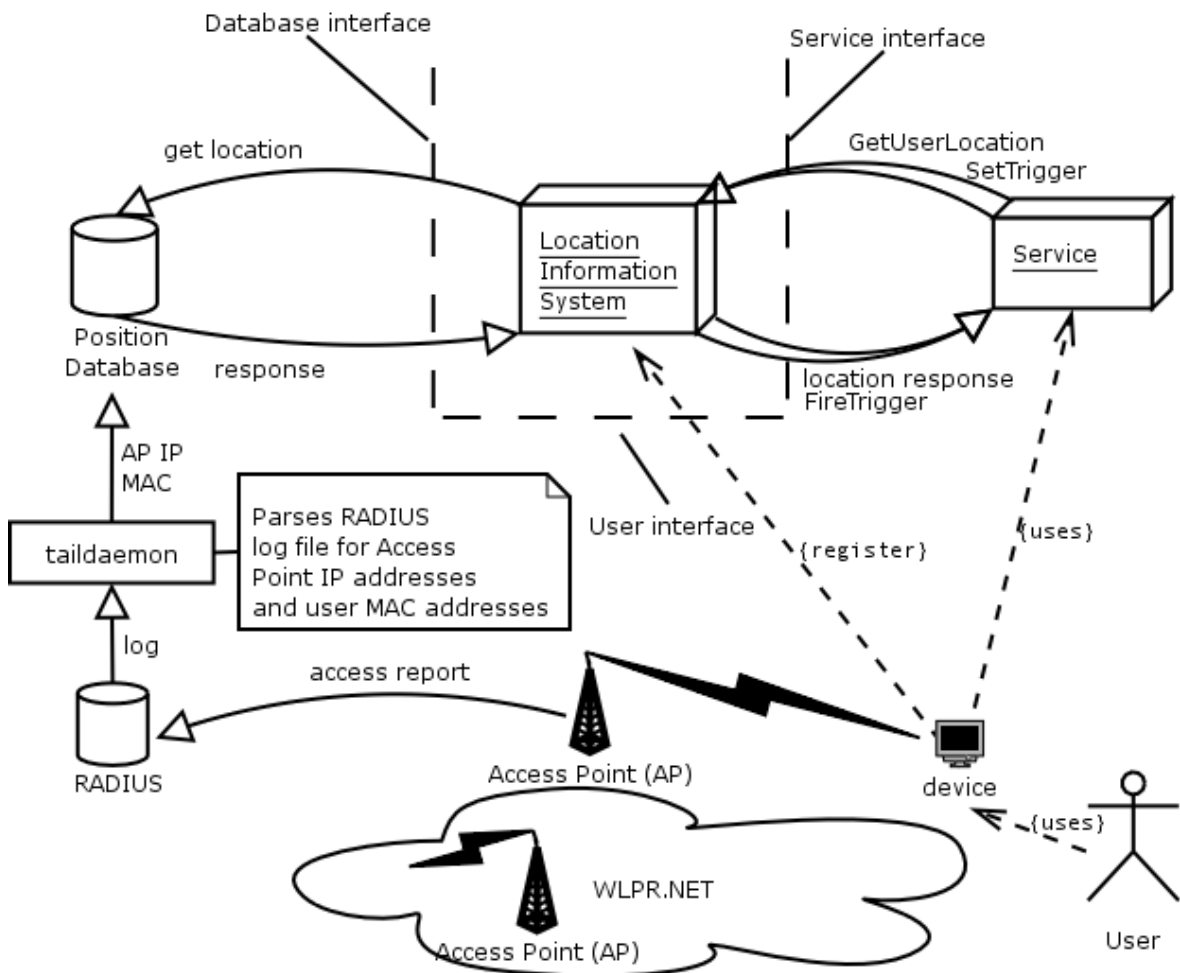 Database interface
Service interface
get location
GetUserLocation
SetTrigger
Location
Information
System
Service
Position
Database
response
location response
FireTrigger
AP IP
MAC
taildaemon
Parses RADIUS
log file for Access
Point IP addresses
and user MAC addresses
User interface
{register}
{uses}
log
access report
RADIUS
Access Point (AP)
device
{uses}
WLPR.NET
Access Point (AP)
User